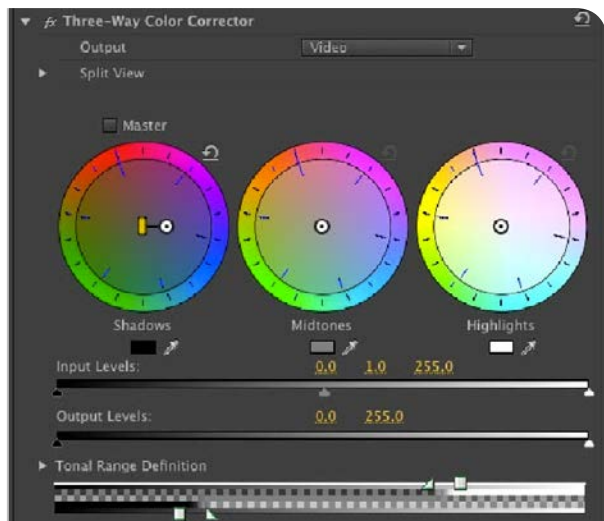 fx Three-Way Color Corrector
Output Video
Split View
Master
Shadows Midtones Highlights
Input Levels: 0.0 1.0 255.0
Output Levels: 0.0 255.0
Tonal Range Definition